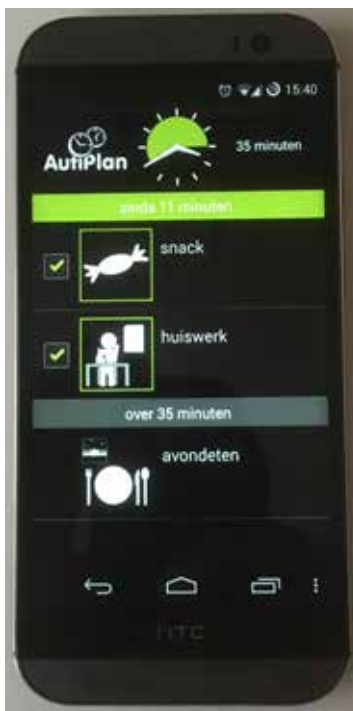 15:40
AutiPlan
35 minuten
sinds 11 minuten
snack
huiswerk
over 35 minuten
avondeten
HTC